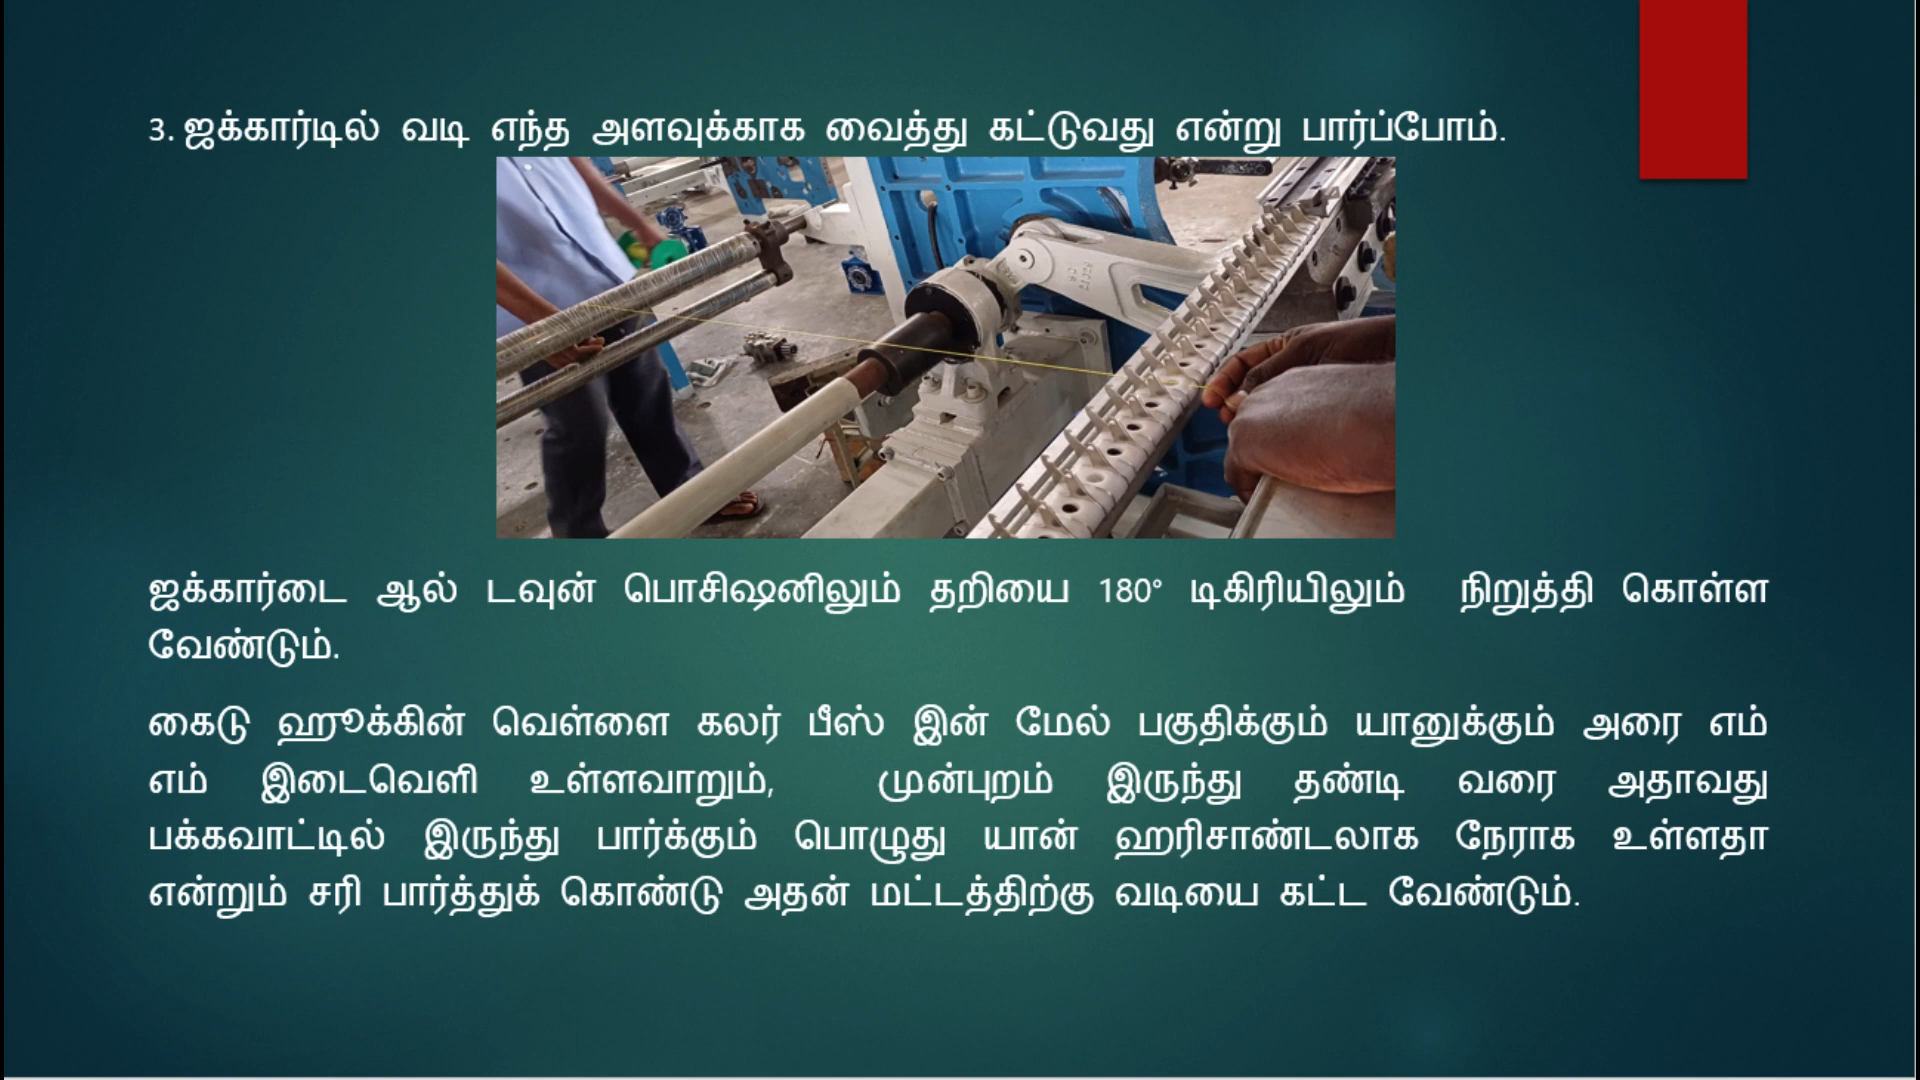 3. ஜக்கார்டில் வடி எந்த அளவுக்காக வைத்து கட்டுவது என்று பார்ப்போம்.
ஜக்கார்டை ஆல் டவுன் பொசிஷனிலும் தறியை 180° டிகிரியிலும் நிறுத்தி கொள்ள
வேண்டும்.
கைடு ஹூக்கின் வெள்ளை கலர் பீஸ் இன் மேல் பகுதிக்கும் யானுக்கும் அரை எம்
எம் இடைவெளி உள்ளவாறும், முன்புறம் இருந்து தண்டி வரை அதாவது
பக்கவாட்டில் இருந்து பார்க்கும் பொழுது யான் ஹரிசாண்டலாக நேராக உள்ளதா
என்றும் சரி பார்த்துக் கொண்டு அதன் மட்டத்திற்கு வடியை கட்ட வேண்டும்.